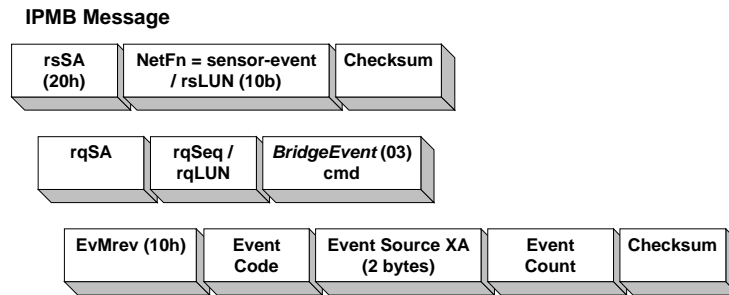 IPMB Message
rsSA
(20h)
NetFn = sensor-event
/ rsLUN (10b)
Checksum
rqSA
rqSeq /
rqLUN
BridgeEvent (03)
cmd
EvMrev (10h)
Event
Code
Event Source XA
(2 bytes)
Event
Count
Checksum